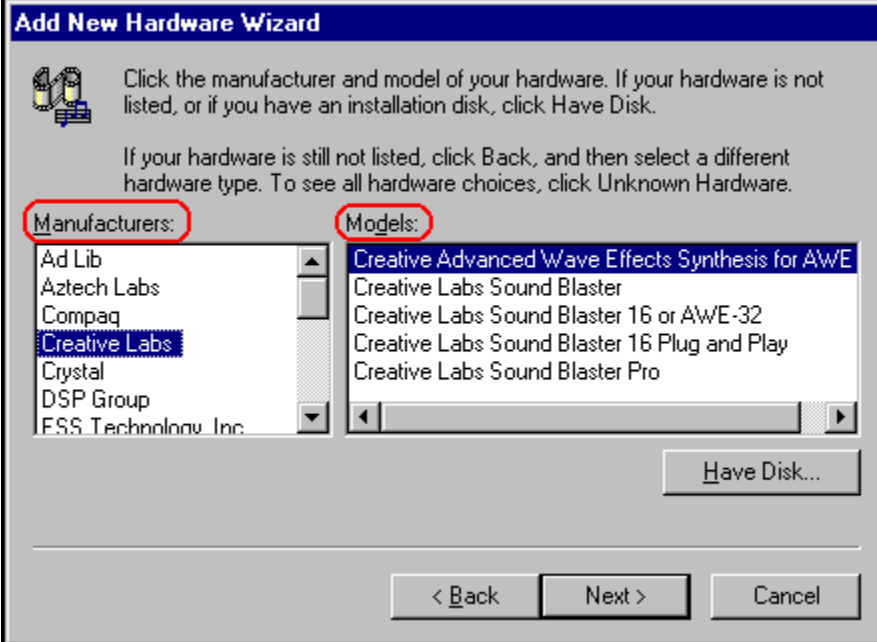 Add New Hardware Wizard
Click the manufacturer and model of your hardware. If your hardware is not
listed, or if you have an installation disk, click Have Disk.
If your hardware is still not listed, click Back, and then select a different
hardware type. To see all hardware choices, click Unknown Hardware.
Manufacturers:
Ad Lib
Aztech Labs
Compaq
Creative Labs
Crystal
DSP Group
ESS Technology, Inc
Models:
Creative Advanced Wave Effects Synthesis for AWE
Creative Labs Sound Blaster
Creative Labs Sound Blaster 16 or AWE-32
Creative Labs Sound Blaster 16 Plug and Play
Creative Labs Sound Blaster Pro
Have Disk...
< Back
Next >
Cancel